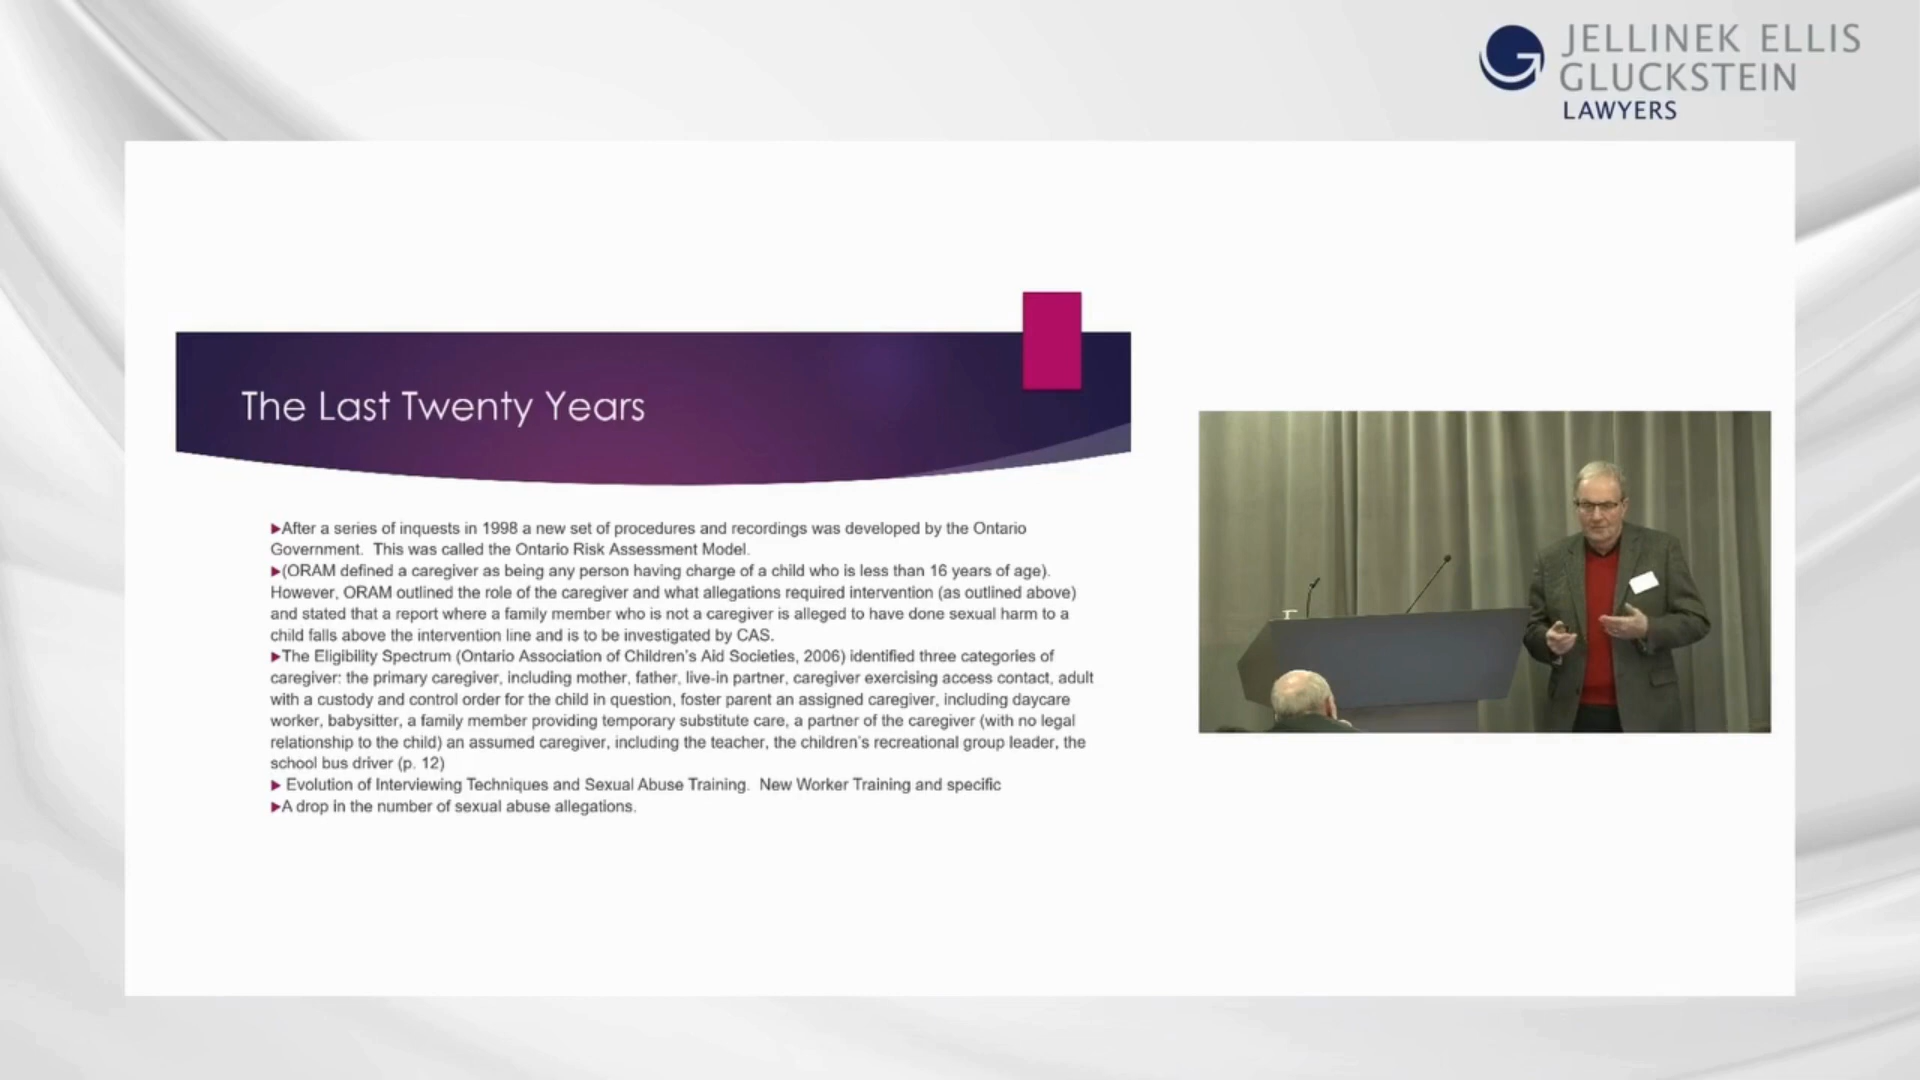 JELLINEK ELLIS
GLUCKSTEIN
LAWYERS
The Last Twenty Years
▶After a series of inquests in 1998 a new set of procedures and recordings was developed by the Ontario
Government.  This was called the Ontario Risk Assessment Model.
▶(ORAM defined a caregiver as being any person having charge of a child who is less than 16 years of age).
However, ORAM outlined the role of the caregiver and what allegations required intervention (as outlined above)
and stated that a report where a family member who is not a caregiver is alleged to have done sexual harm to a
child falls above the intervention line and is to be investigated by CAS.
▶The Eligibility Spectrum (Ontario Association of Children's Aid Societies, 2006) identified three categories of
caregiver: the primary caregiver, including mother, father, live-in partner, caregiver exercising access contact, adult
with a custody and control order for the child in question, foster parent an assigned caregiver, including daycare
worker, babysitter, a family member providing temporary substitute care, a partner of the caregiver (with no legal
relationship to the child) an assumed caregiver, including the teacher, the children's recreational group leader, the
school bus driver (p. 12)
▶ Evolution of Interviewing Techniques and Sexual Abuse Training.  New Worker Training and specific
▶A drop in the number of sexual abuse allegations.